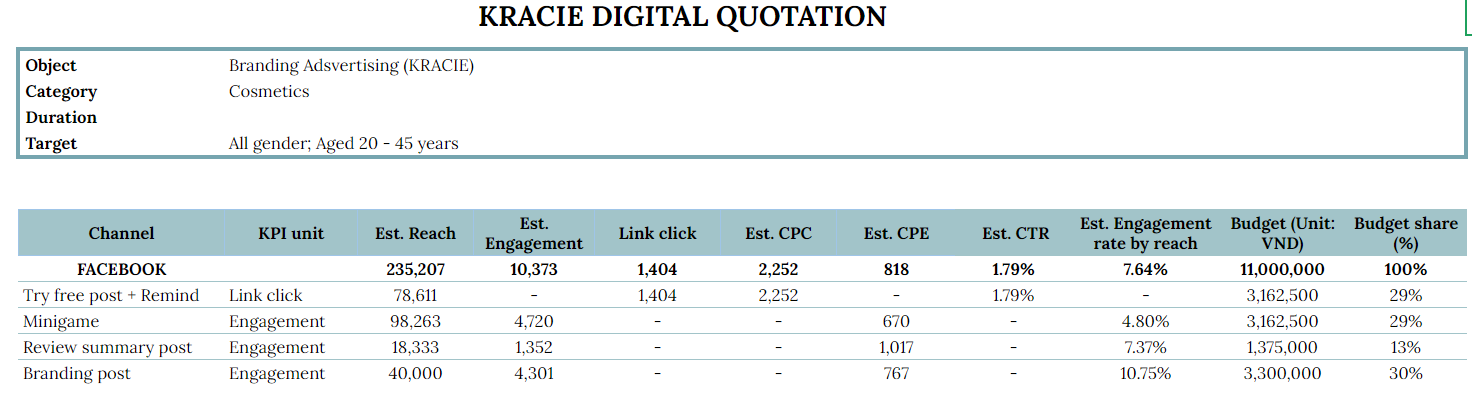 KRACIE DIGITAL QUOTATION
Object Branding Adsvertising (KRACIE)
Category Cosmetics
Duration
Target All gender; Aged 20 - 45 years
Channel KPI unit Est. Reach Est. Engagement Link click Est. CPC Est. CPE Est. CTR Est. Engagement rate by reach Budget (Unit: VND) Budget share (%)
FACEBOOK 235,207 10,373 1,404 2,252 818 1.79% 7.64% 11,000,000 100%
Try free post + Remind Link click 78,611 - 1,404 2,252 - 1.79% - 3,162,500 29%
Minigame Engagement 98,263 4,720 - - 670 - 4.80% 3,162,500 29%
Review summary post Engagement 18,333 1,352 - - 1,017 - 7.37% 1,375,000 13%
Branding post Engagement 40,000 4,301 - - 767 - 10.75% 3,300,000 30%